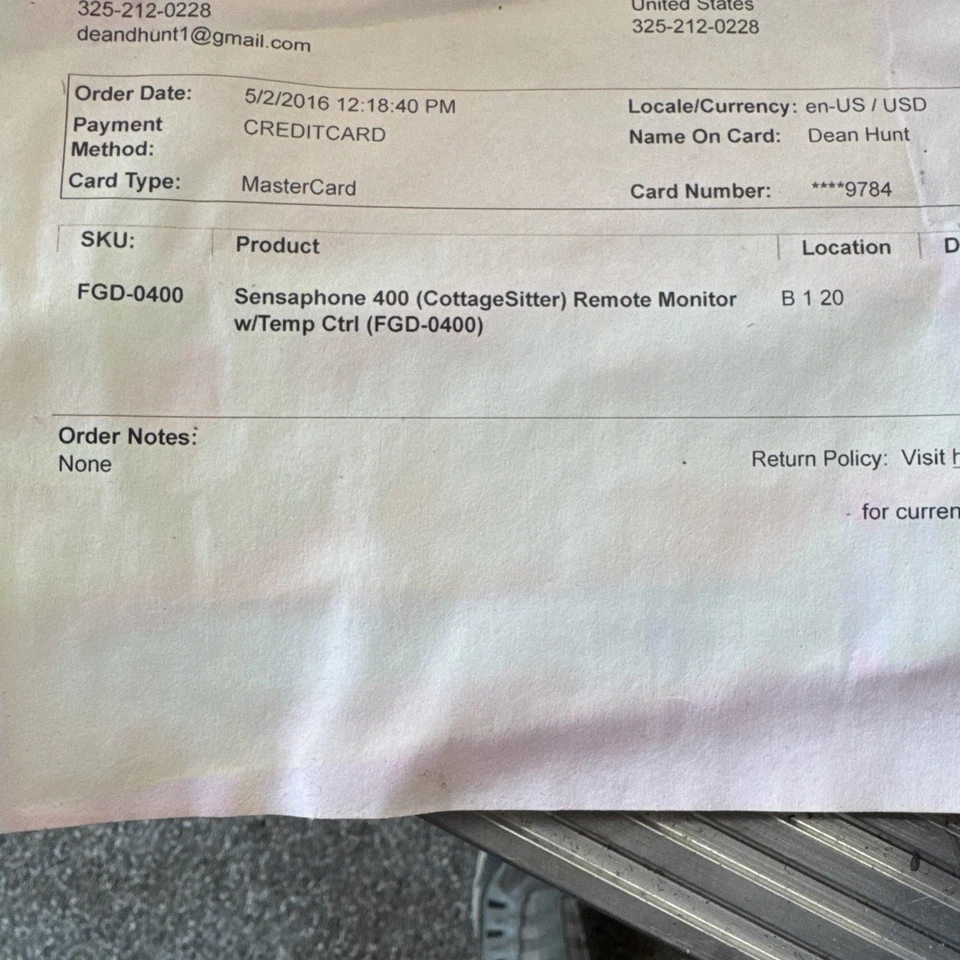 325-212-0228
United States
deandhunt1@gmail.com
325-212-0228
Order Date: 5/2/2016 12:18:40 PM Locale/Currency: en-US / USD
Payment Method: CREDITCARD Name On Card: Dean Hunt
Card Type: MasterCard Card Number: ****9784
SKU: Product Location D
FGD-0400 Sensaphone 400 (CottageSitter) Remote Monitor B 1 20
w/Temp Ctrl (FGD-0400)
Order Notes:
None
Return Policy: Visit h
for curren